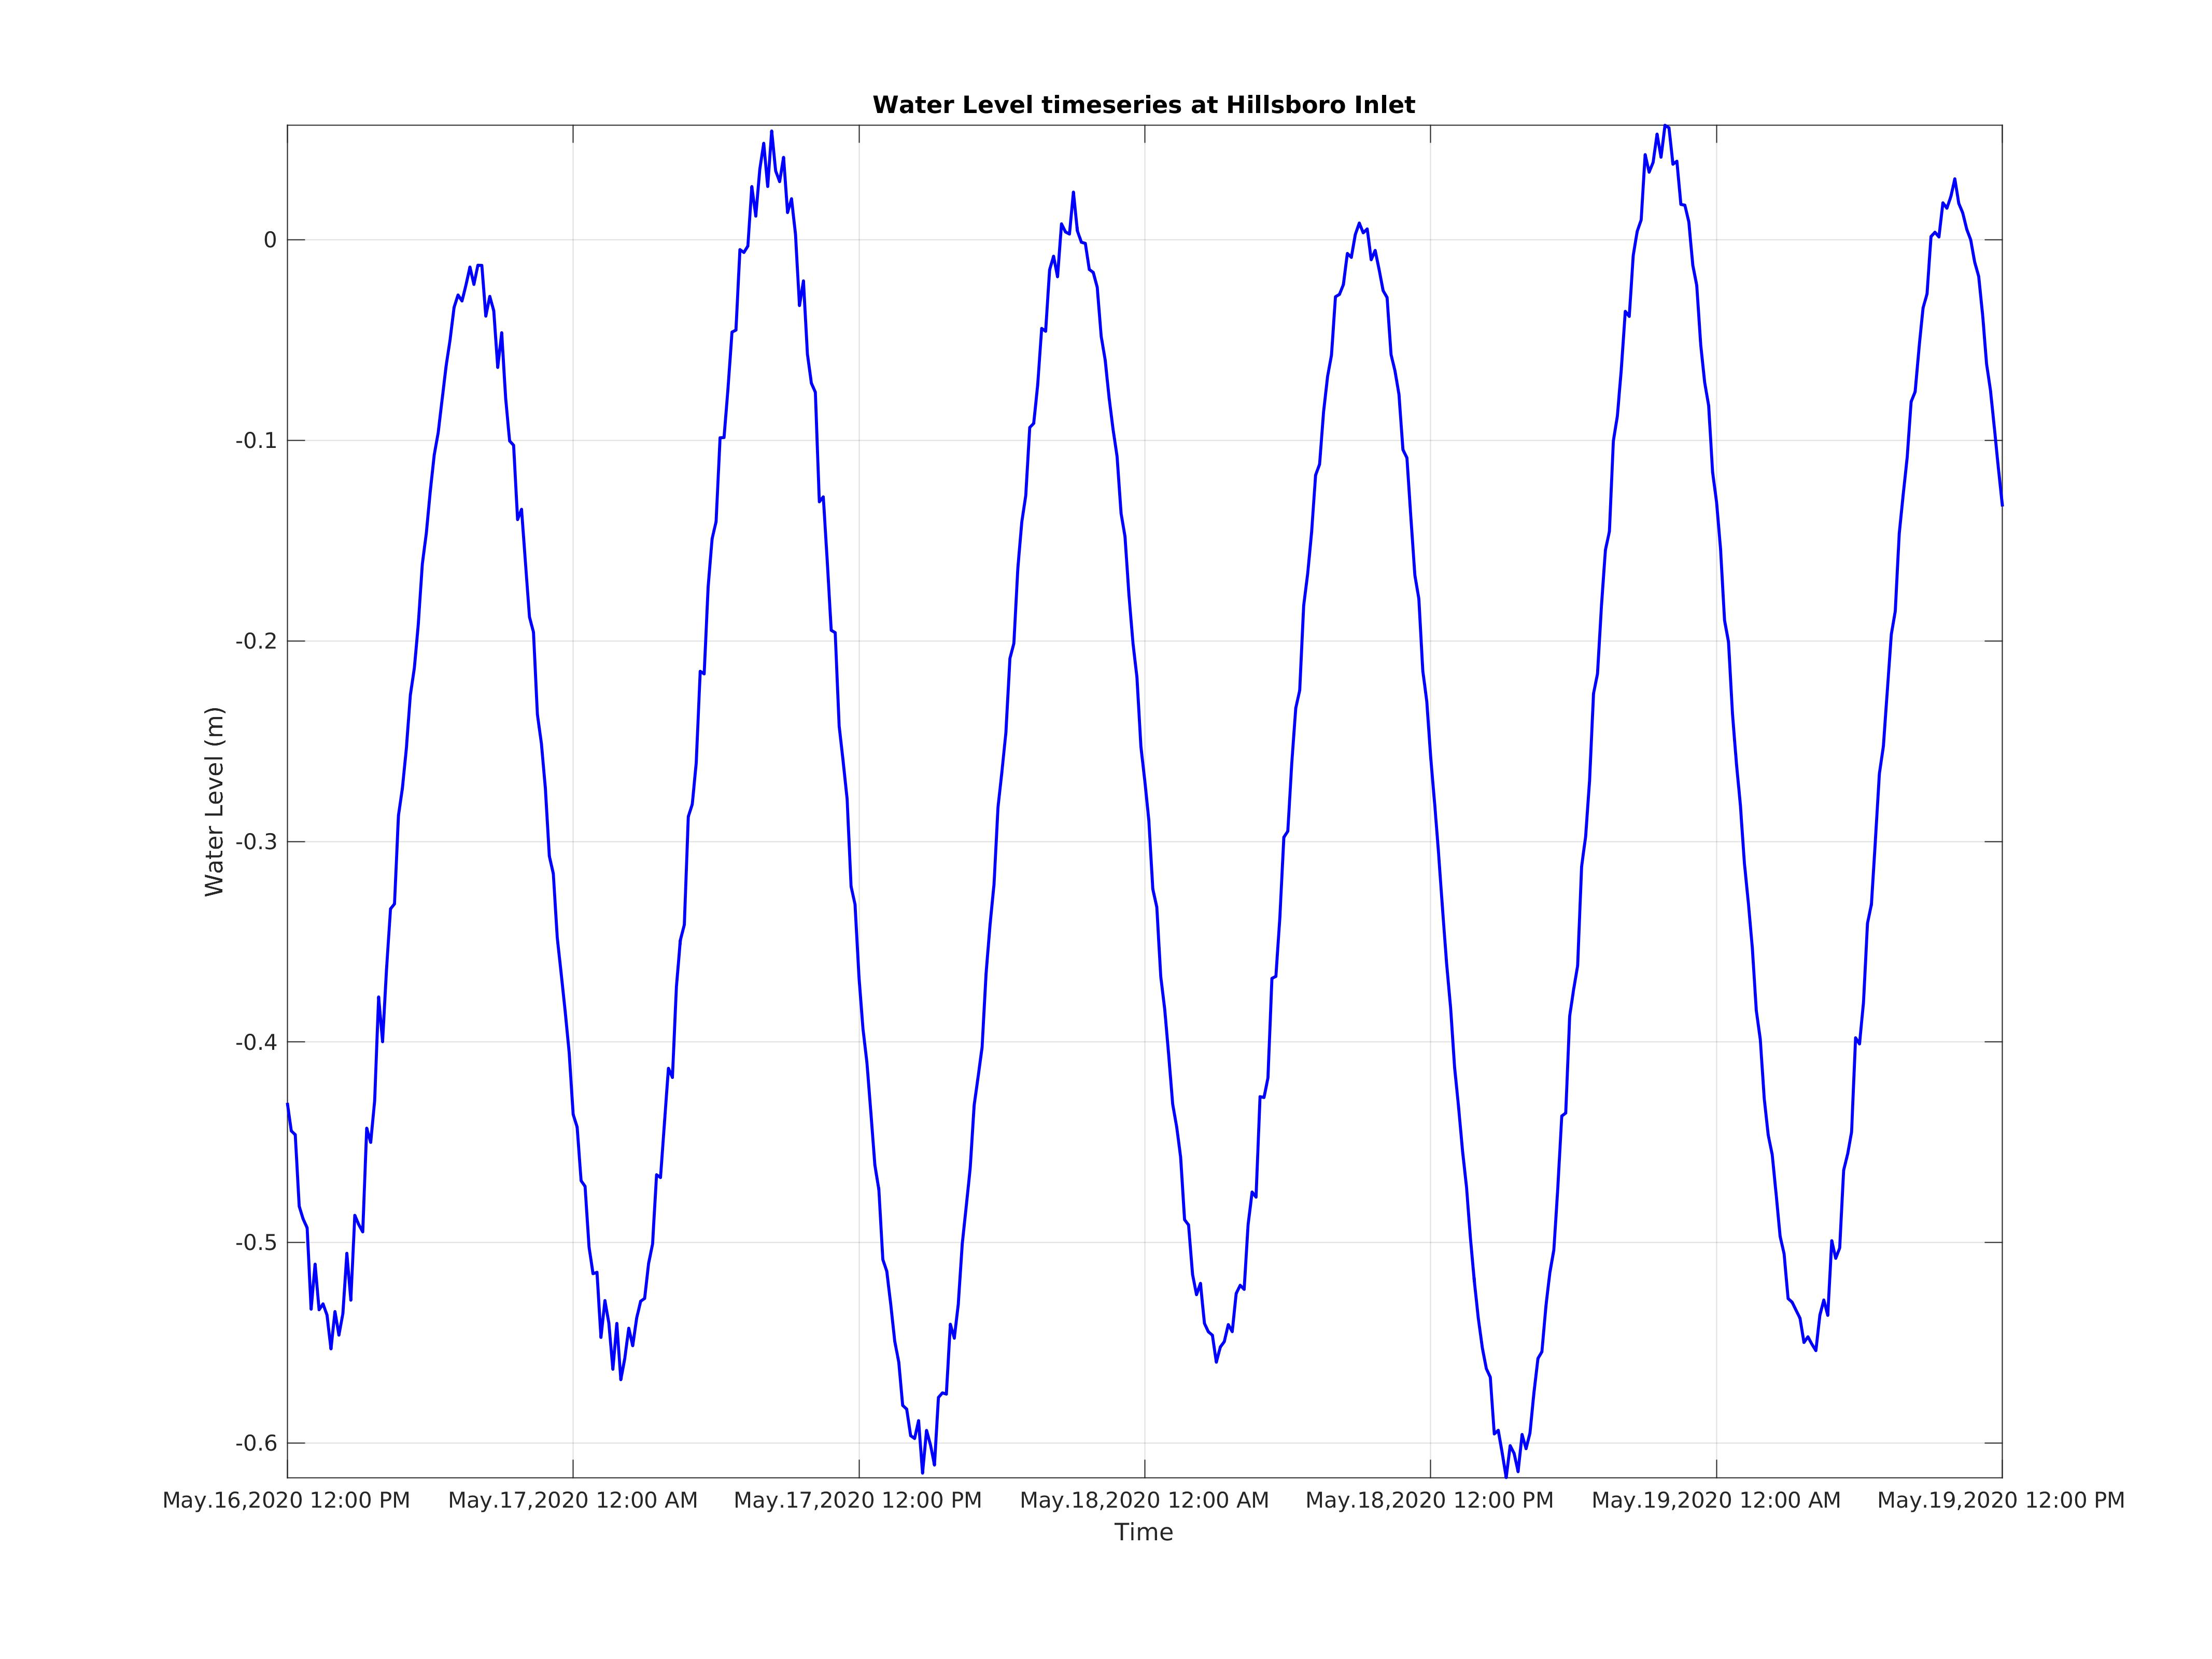 Water Level timeseries at Hillsboro Inlet
0
-0.1
-0.2
-0.3
-0.4
-0.5
-0.6
Water Level (m)
May.16,2020 12:00 PM May.17,2020 12:00 AM May.17,2020 12:00 PM May.18,2020 12:00 AM May.18,2020 12:00 PM May.19,2020 12:00 AM May.19,2020 12:00 PM
Time